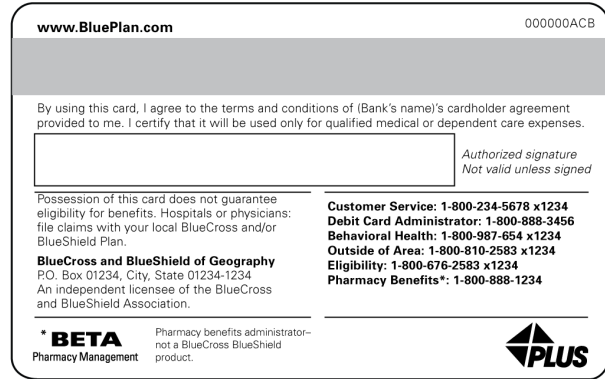 www.BluePlan.com
000000ACB
By using this card, I agree to the terms and conditions of (Bank's name)'s cardholder agreement
provided to me. I certify that it will be used only for qualified medical or dependent care expenses.
Authorized signature
Not valid unless signed
Possession of this card does not guarantee
eligibility for benefits. Hospitals or physicians:
file claims with your local BlueCross and/or
BlueShield Plan.
BlueCross and BlueShield of Geography
P.O. Box 01234, City, State 01234-1234
An independent licensee of the BlueCross
and BlueShield Association.
Customer Service: 1-800-234-5678 x1234
Debit Card Administrator: 1-800-888-3456
Behavioral Health: 1-800-987-654 x1234
Outside of Area: 1-800-810-2583 x1234
Eligibility: 1-800-676-2583 x1234
Pharmacy Benefits*: 1-800-888-1234
* BETA
Pharmacy Management
Pharmacy benefits administrator–
not a BlueCross BlueShield
product.
PLUS